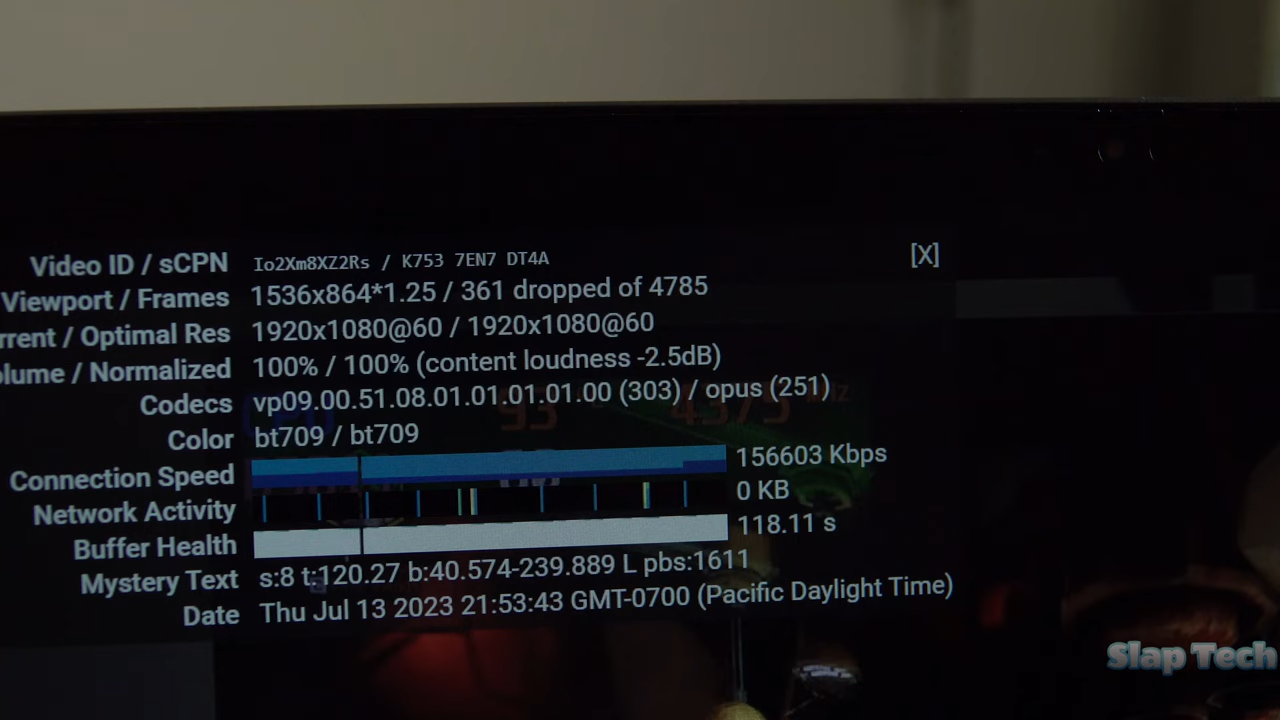 Video ID / sCPN Io2Xm8XZ2Rs / K753 7EN7 DT4A [X]
Viewport / Frames 1536x864*1.25 / 361 dropped of 4785
rrent / Optimal Res 1920x1080@60 / 1920x1080@60
olume / Normalized 100% / 100% (content loudness -2.5dB)
Codecs vp09.00.51.08.01.01.01.01.00 (303) / opus (251)
93 4375
Color bt709 / bt709
Connection Speed 156603 Kbps
Network Activity 0 KB
Buffer Health 118.11 s
Mystery Text s:8 t:120.27 b:40.574-239.889 L pbs:1611
Date Thu Jul 13 2023 21:53:43 GMT-0700 (Pacific Daylight Time)
Slap Tech